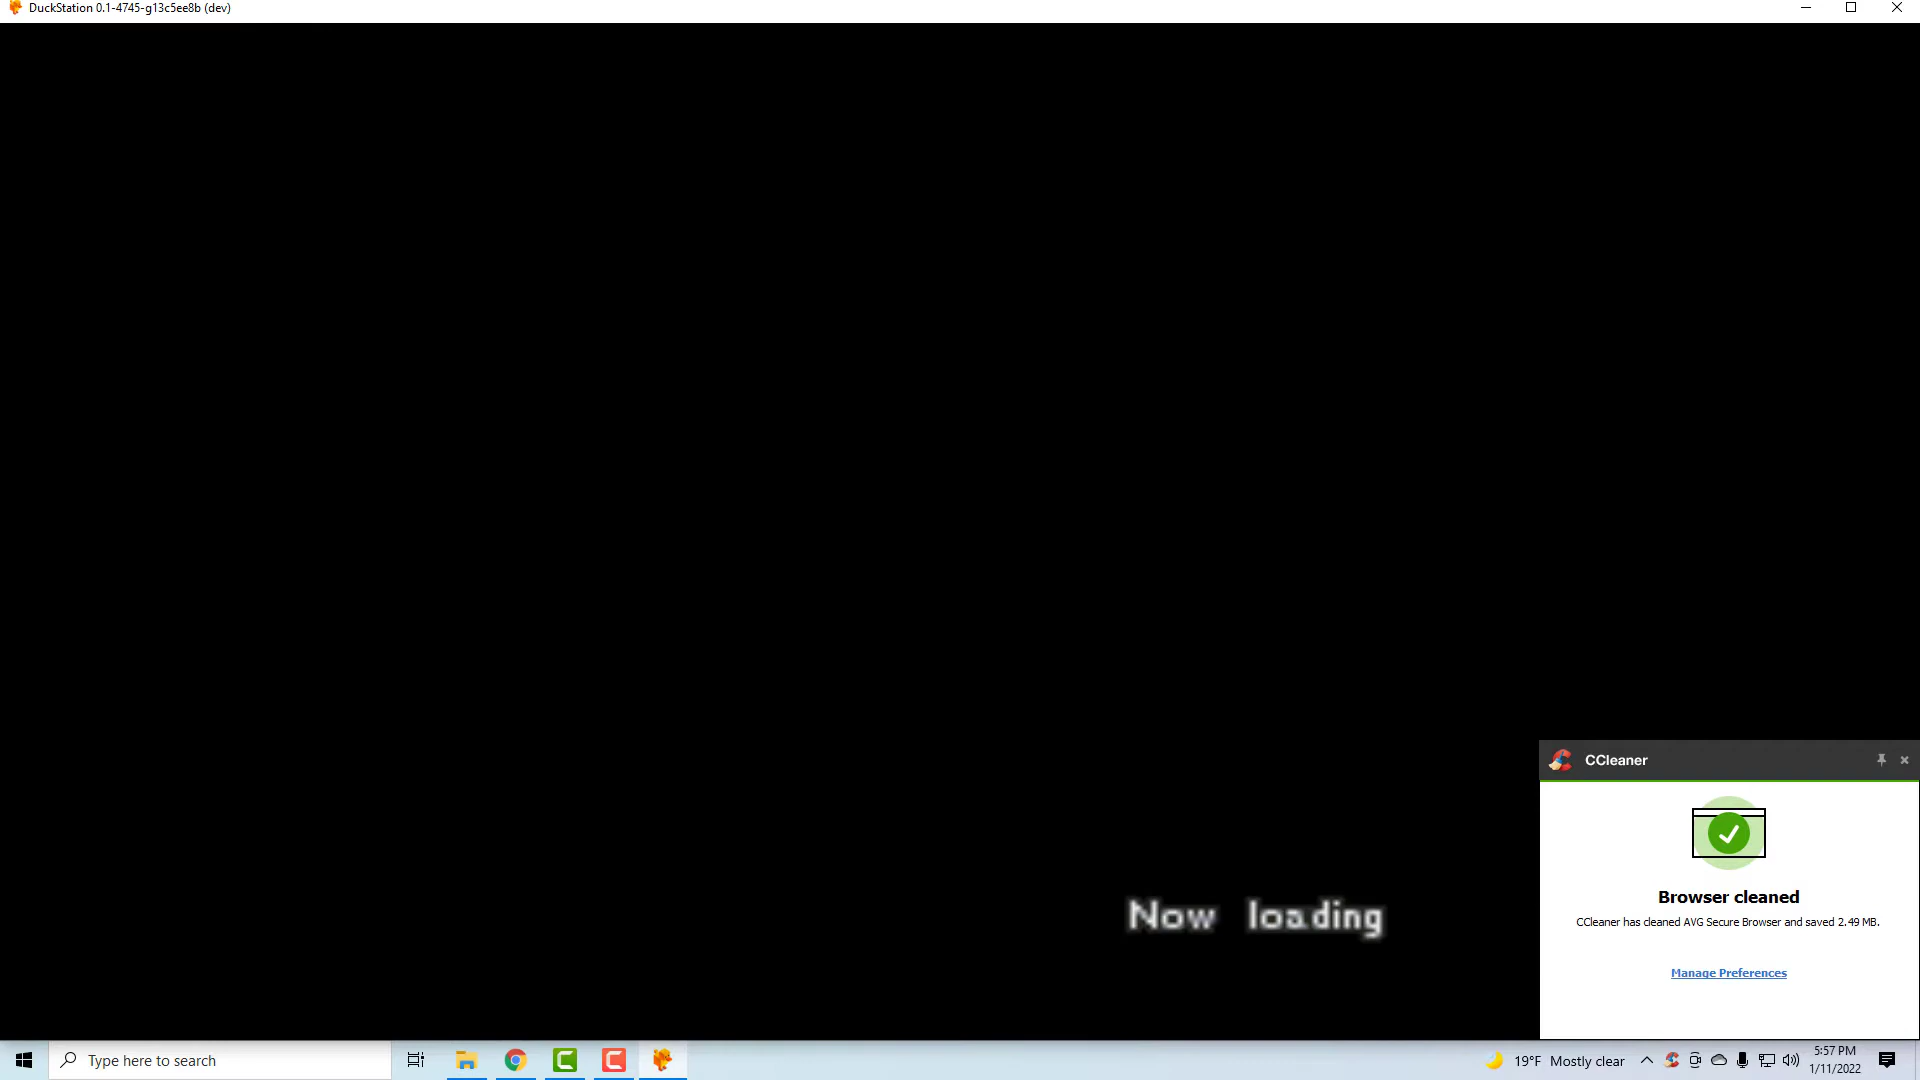 DuckStation 0.1-4745-g13c5ee8b (dev)
Now loading
CCleaner
Browser cleaned
CCleaner has cleaned AVG Secure Browser and saved 2.49 MB.
Manage Preferences
Type here to search
19°F Mostly clear
5:57 PM
1/11/2022